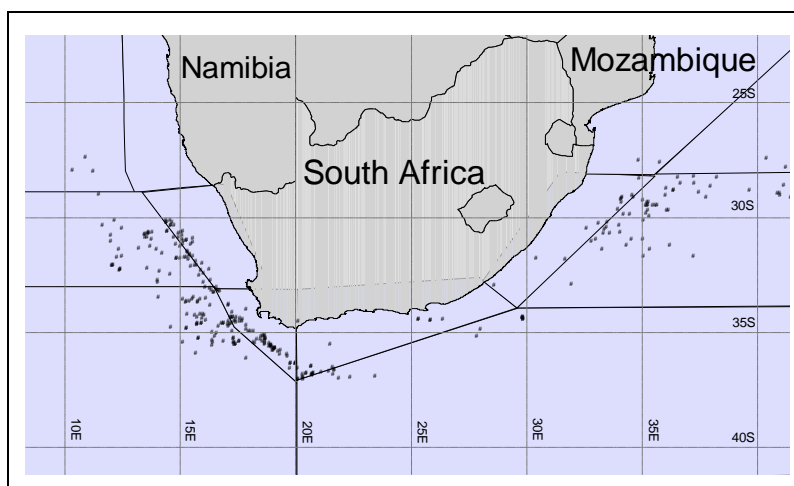 Namibia
Mozambique
25S
South Africa
30S
35S
10E
15E
20E
25E
30E
35E
40S